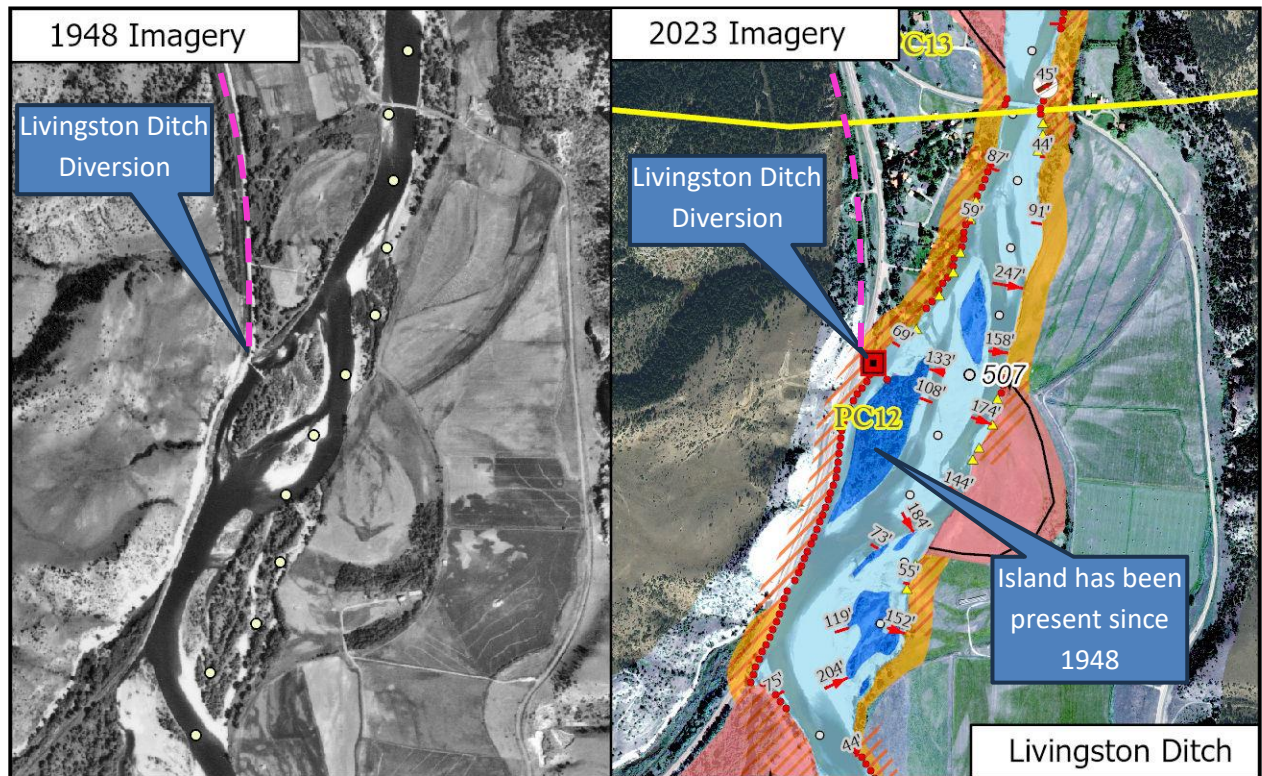 1948 Imagery
Livingston Ditch
Diversion
2023 Imagery
PC13
45'
44'
87'
Livingston Ditch
Diversion
59'
91'
247'
69'
158'
133'
507
108'
174'
PC12
144'
184'
73'
55'
Island has been
present since
1948
119'
152'
204'
75'
44'
Livingston Ditch